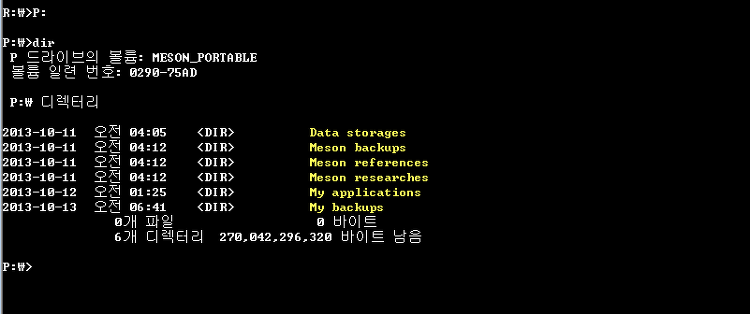 R:₩>P:
P:₩>dir
P 드라이브의 볼륨: MESON_PORTABLE
볼륨 일련 번호: 0290-75AD
P:₩ 디렉터리
2013-10-11 오전 04:05 <DIR> Data storages
2013-10-11 오전 04:12 <DIR> Meson backups
2013-10-11 오전 04:12 <DIR> Meson references
2013-10-11 오전 04:12 <DIR> Meson researches
2013-10-12 오전 01:25 <DIR> My applications
2013-10-13 오전 06:41 <DIR> My backups
0개 파일 0 바이트
6개 디렉터리 270,042,296,320 바이트 남음
P:₩>